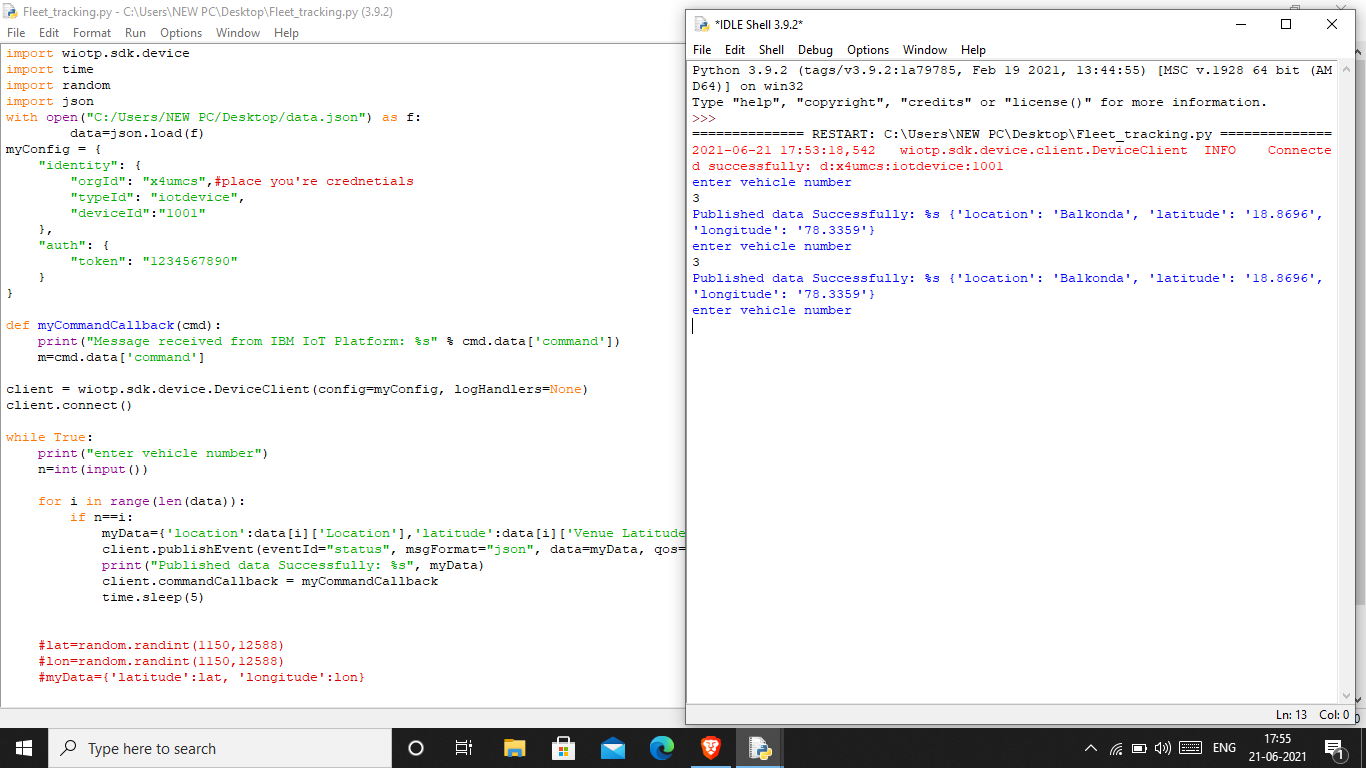 Fleet_tracking.py - C:\Users\NEW PC\Desktop\Fleet_tracking.py (3.9.2)
File Edit Format Run Options Window Help
import wiotp.sdk.device
import time
import random
import json
with open("C:/Users/NEW PC/Desktop/data.json") as f:
        data=json.load(f)
myConfig = {
    "identity": {
        "orgId": "x4umcs",#place you're crednetials
        "typeId": "iotdevice",
        "deviceId":"1001"
    },
    "auth": {
        "token": "1234567890"
    }
}
def myCommandCallback(cmd):
    print("Message received from IBM IoT Platform: %s" % cmd.data['command'])
    m=cmd.data['command']
client = wiotp.sdk.device.DeviceClient(config=myConfig, logHandlers=None)
client.connect()
while True:
    print("enter vehicle number")
    n=int(input())
    for i in range(len(data)):
        if n==i:
            myData={'location':data[i]['Location'],'latitude':data[i]['Venue Latitude
            client.publishEvent(eventId="status", msgFormat="json", data=myData, qos=
            print("Published data Successfully: %s", myData)
            client.commandCallback = myCommandCallback
            time.sleep(5)
    #lat=random.randint(1150,12588)
    #lon=random.randint(1150,12588)
    #myData={'latitude':lat, 'longitude':lon}
*IDLE Shell 3.9.2*
File Edit Shell Debug Options Window Help
Python 3.9.2 (tags/v3.9.2:1a79785, Feb 19 2021, 13:44:55) [MSC v.1928 64 bit (AM
D64)] on win32
Type "help", "copyright", "credits" or "license()" for more information.
>>>
============== RESTART: C:\Users\NEW PC\Desktop\Fleet_tracking.py ==============
2021-06-21 17:53:18,542   wiotp.sdk.device.client.DeviceClient  INFO    Connecte
d successfully: d:x4umcs:iotdevice:1001
enter vehicle number
3
Published data Successfully: %s {'location': 'Balkonda', 'latitude': '18.8696',
'longitude': '78.3359'}
enter vehicle number
3
Published data Successfully: %s {'location': 'Balkonda', 'latitude': '18.8696',
'longitude': '78.3359'}
enter vehicle number
Ln: 13 Col: 0
Type here to search
ENG
17:55
21-06-2021
1